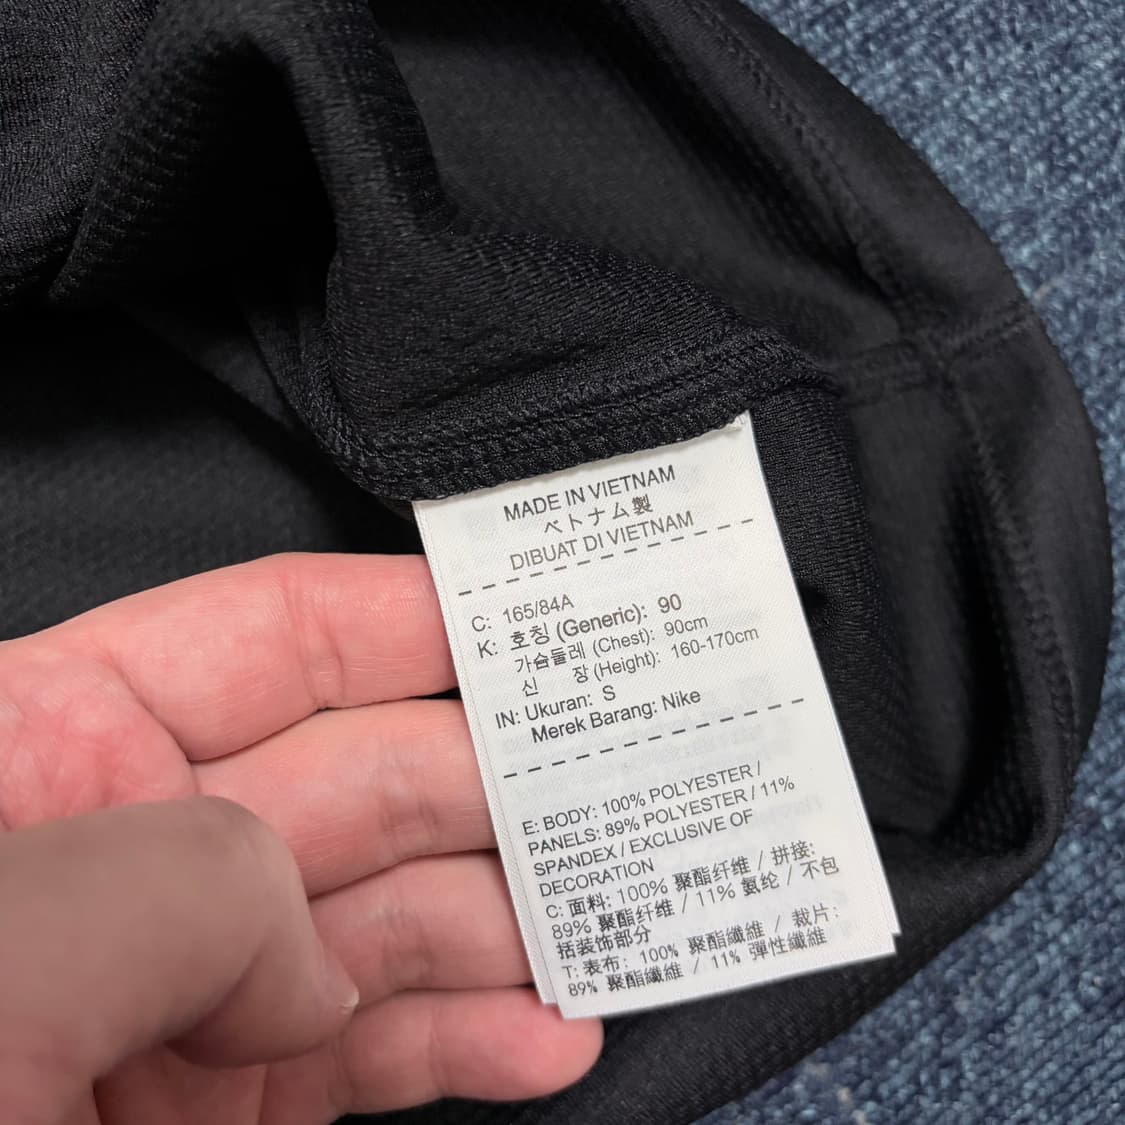 MADE IN VIETNAM
ベトナム製
DIBUAT DI VIETNAM
C: 165/84A
K: 호칭 (Generic): 90
가슴둘레 (Chest): 90cm
신 장 (Height): 160-170cm
IN: Ukuran: S
Merek Barang: Nike
E: BODY: 100% POLYESTER /
PANELS: 89% POLYESTER / 11%
SPANDEX / EXCLUSIVE OF
DECORATION
C: 面料: 100% 聚酯纤维 / 拼接:
89% 聚酯纤维 / 11% 氨纶 / 不包
括装饰部分
T: 表布: 100% 聚酯纖維 / 裁片:
89% 聚酯纖維 / 11% 彈性纖維